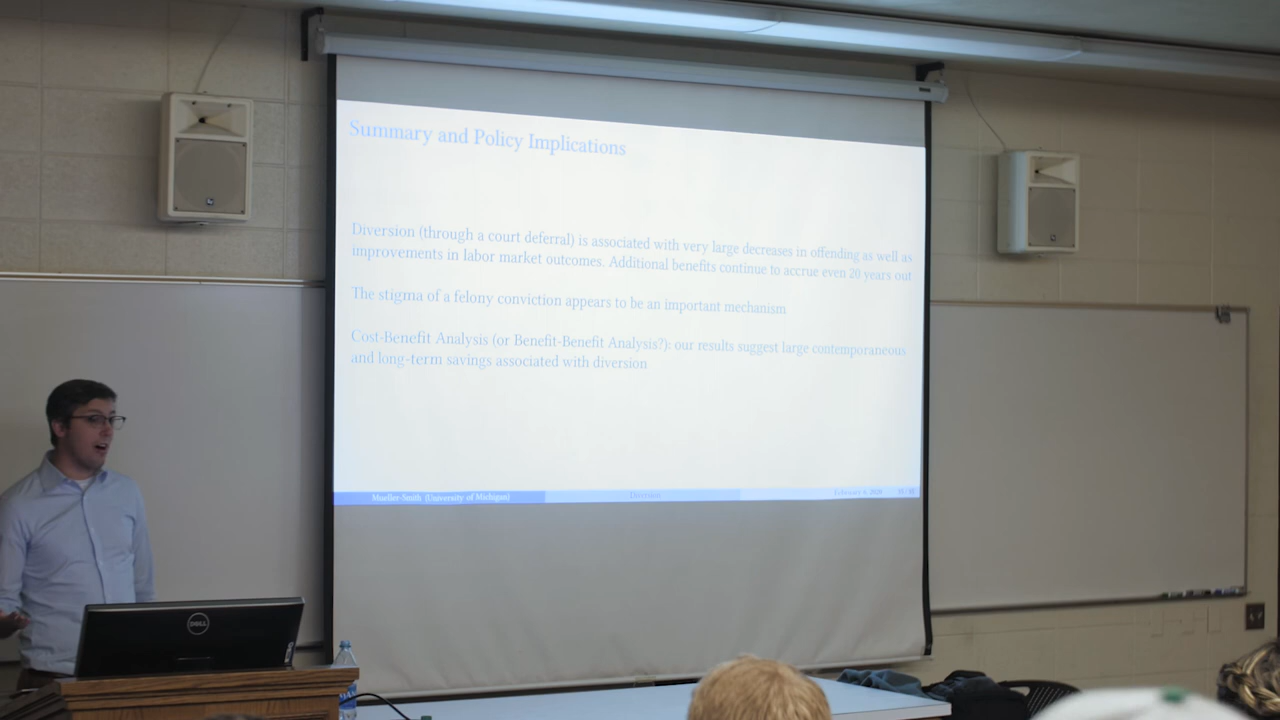 Summary and Policy Implications
Diversion (through a court deferral) is associated with very large decreases in offending as well as
improvements in labor market outcomes. Additional benefits continue to accrue even 20 years out
The stigma of a felony conviction appears to be an important mechanism
Cost-Benefit Analysis (or Benefit-Benefit Analysis?): our results suggest large contemporaneous
and long-term savings associated with diversion
Mueller-Smith (University of Michigan)
Diversion
February 2020
DELL